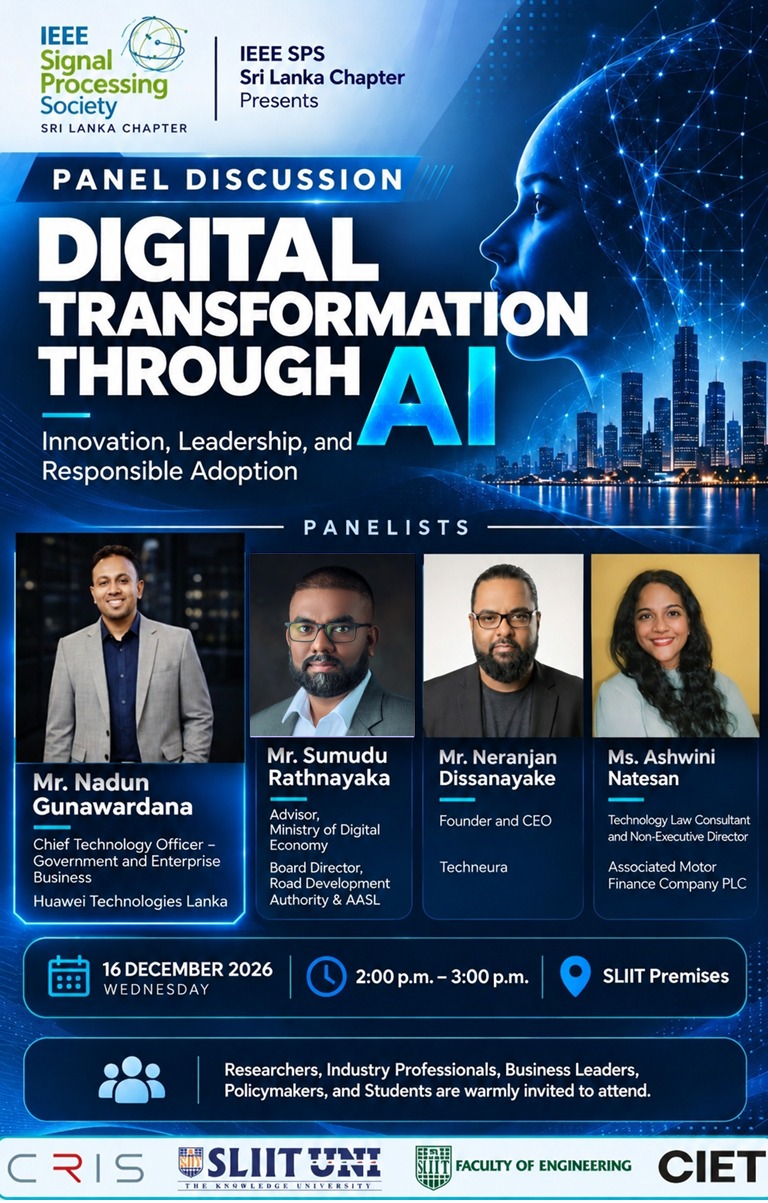 IEEE
Signal
Processing
Society
SRI LANKA CHAPTER
IEEE SPS
Sri Lanka Chapter
Presents
PANEL DISCUSSION
DIGITAL
TRANSFORMATION
THROUGH AI
Innovation, Leadership, and
Responsible Adoption
PANELISTS
Mr. Nadun
Gunawardana
Chief Technology Officer –
Government and Enterprise
Business
Huawei Technologies Lanka
Mr. Sumudu
Rathnayaka
Advisor,
Ministry of Digital
Economy
Board Director,
Road Development
Authority & AASL
Mr. Neranjan
Dissanayake
Founder and CEO
Techneura
Ms. Ashwini
Natesan
Technology Law Consultant
and Non-Executive Director
Associated Motor
Finance Company PLC
16 DECEMBER 2026
WEDNESDAY
2:00 p.m. – 3:00 p.m.
SLIIT Premises
Researchers, Industry Professionals, Business Leaders,
Policymakers, and Students are warmly invited to attend.
CRIS
SLIIT UNI
THE KNOWLEDGE UNIVERSITY
SLIIT
FACULTY OF ENGINEERING
CIET